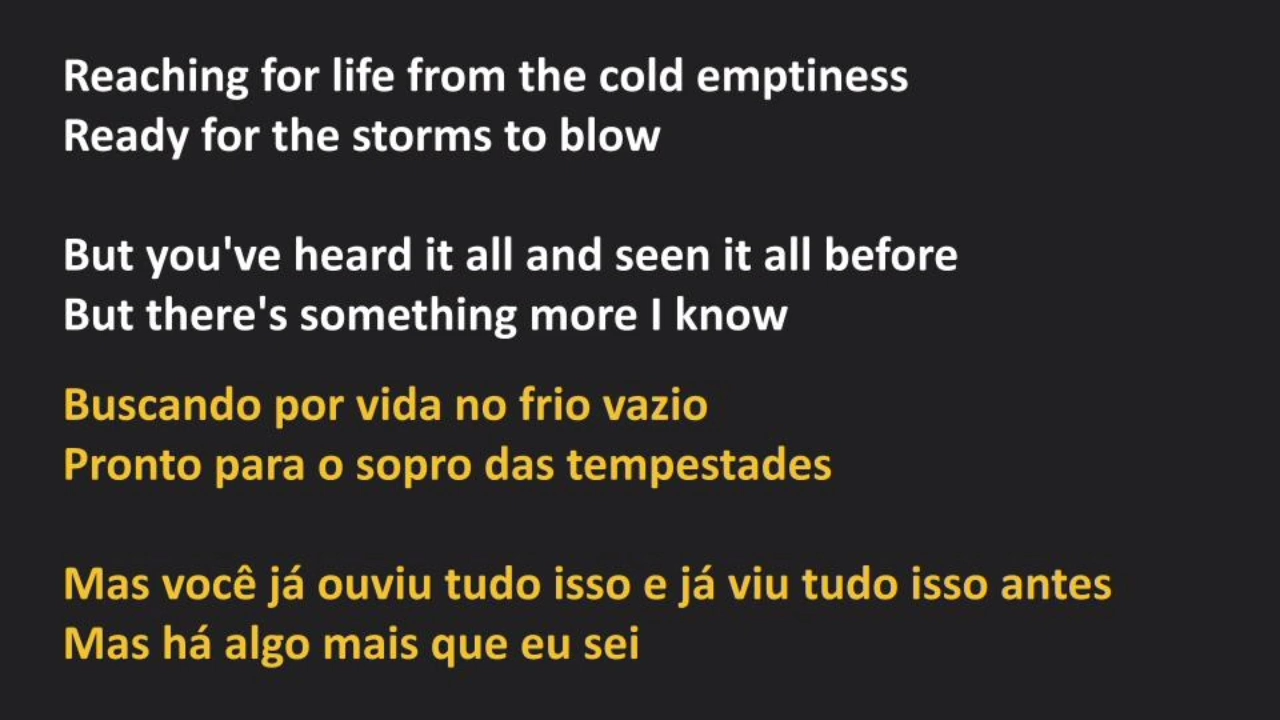 Reaching for life from the cold emptiness
Ready for the storms to blow
But you've heard it all and seen it all before
But there's something more I know
Buscando por vida no frio vazio
Pronto para o sopro das tempestades
Mas você já ouviu tudo isso e já viu tudo isso antes
Mas há algo mais que eu sei